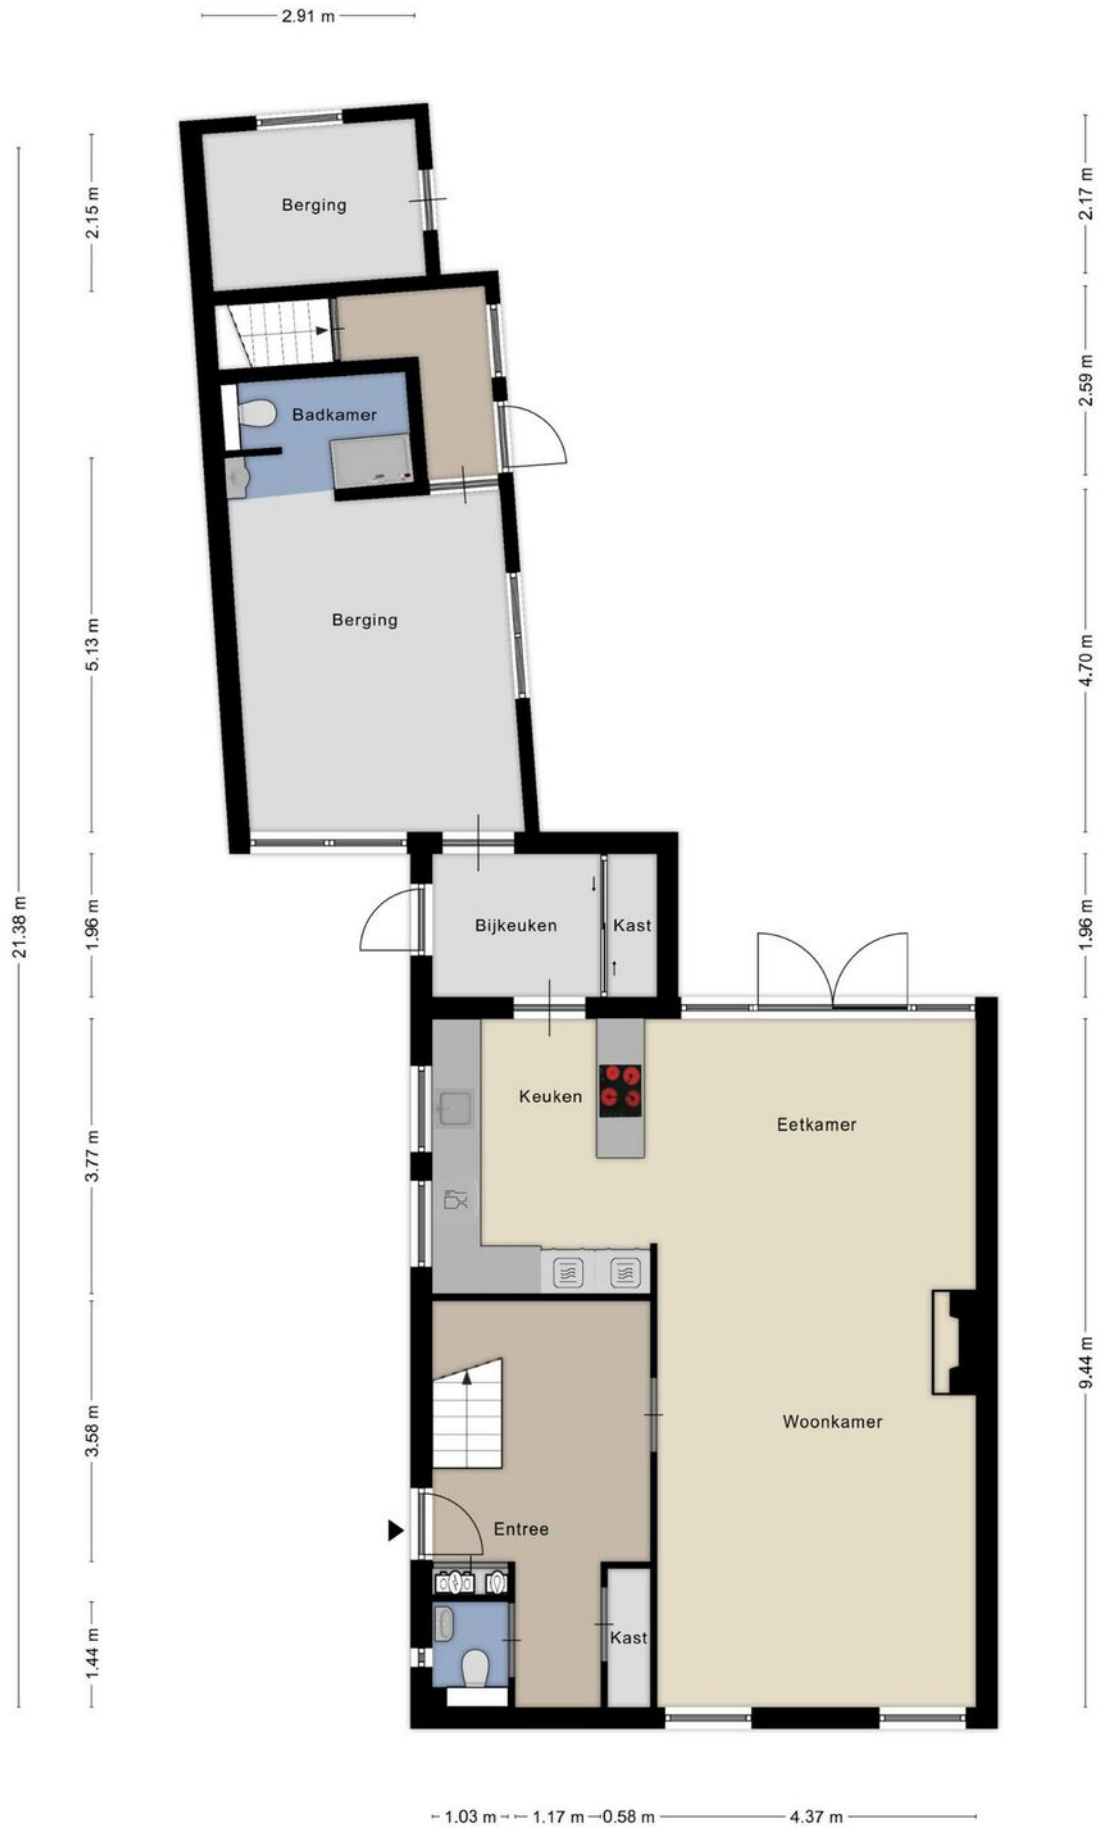 2.91 m
Berging
2.15 m
2.17 m
Badkamer
2.59 m
Berging
5.13 m
4.70 m
21.38 m
Bijkeuken
Kast
1.96 m
1.96 m
Keuken
Eetkamer
3.77 m
9.44 m
Woonkamer
3.58 m
Entree
Kast
1.44 m
1.03 m
1.17 m
0.58 m
4.37 m